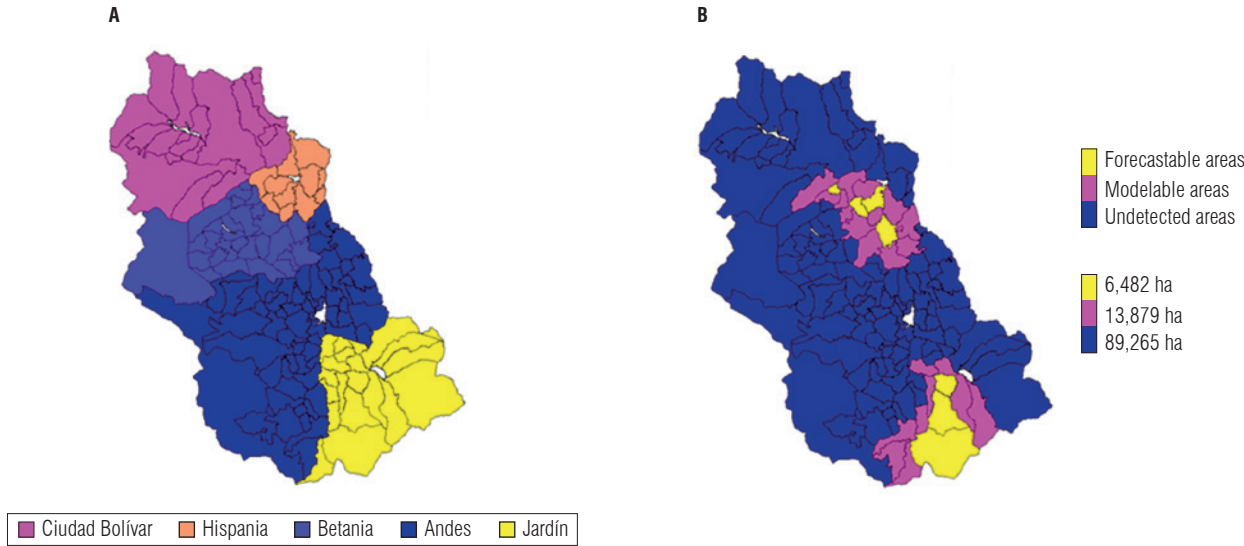 A
B
Forecastable areas
Modelable areas
Undetected areas
6,482 ha
13,879 ha
89,265 ha
Ciudad Bolívar Hispania Betania Andes Jardín